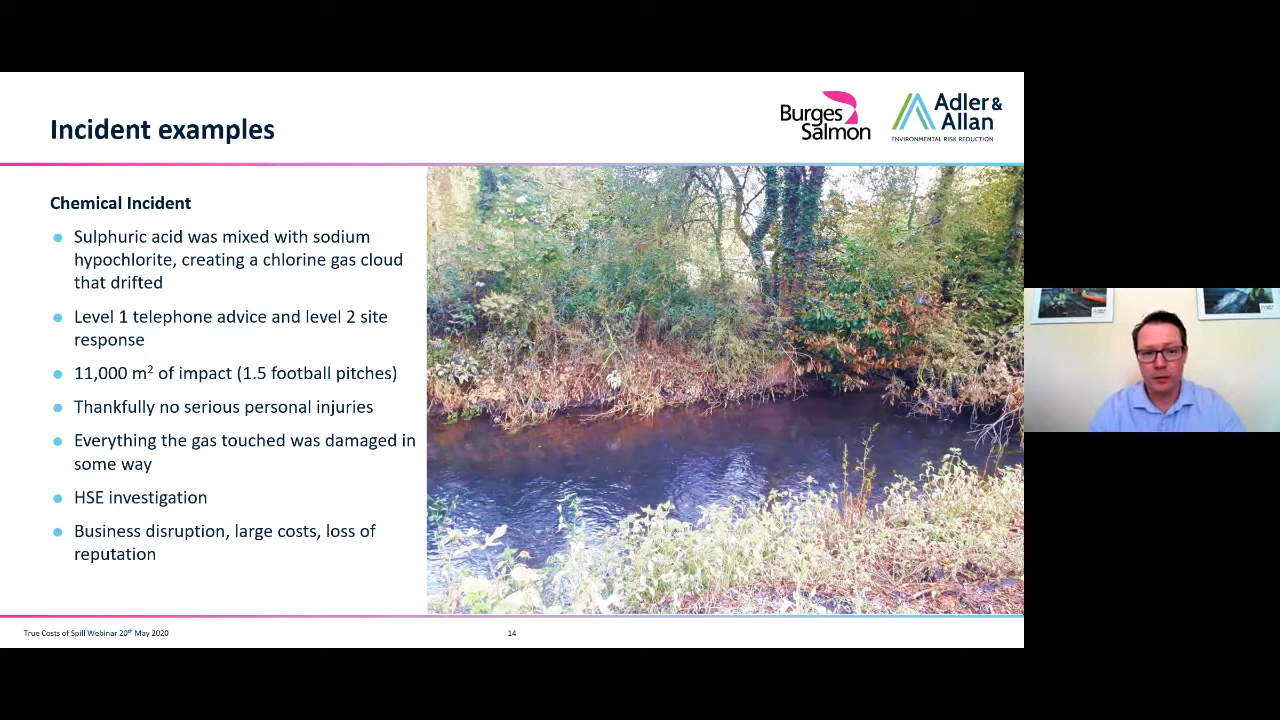 Incident examples
Burges
Salmon
Adler &
Allan
ENVIRONMENTAL RISK REDUCTION
Chemical Incident
Sulphuric acid was mixed with sodium
hypochlorite, creating a chlorine gas cloud
that drifted
Level 1 telephone advice and level 2 site
response
11,000 m² of impact (1.5 football pitches)
Thankfully no serious personal injuries
Everything the gas touched was damaged in
some way
HSE investigation
Business disruption, large costs, loss of
reputation
True Costs of Spill Webinar 20th May 2020
14